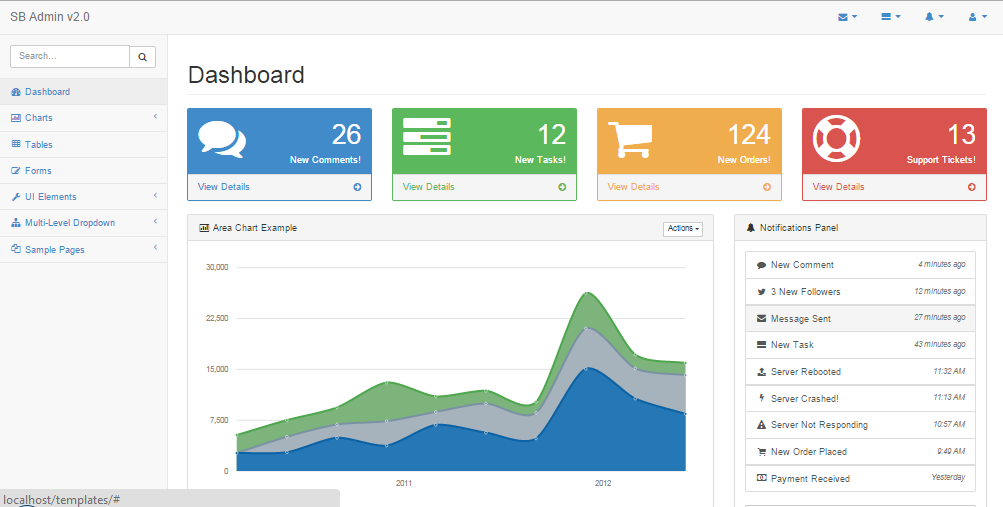 SB Admin v2.0
Search...
Dashboard
Charts
Tables
Forms
UI Elements
Multi-Level Dropdown
Sample Pages
Dashboard
26
New Comments!
View Details
12
New Tasks!
View Details
124
New Orders!
View Details
13
Support Tickets!
View Details
Area Chart Example
Actions
30,000
22,500
15,000
7,500
0
2011
2012
Notifications Panel
New Comment 4 minutes ago
3 New Followers 12 minutes ago
Message Sent 27 minutes ago
New Task 43 minutes ago
Server Rebooted 11:32 AM
Server Crashed! 11:13 AM
Server Not Responding 10:57 AM
New Order Placed 9:49 AM
Payment Received Yesterday
localhost/templates/#